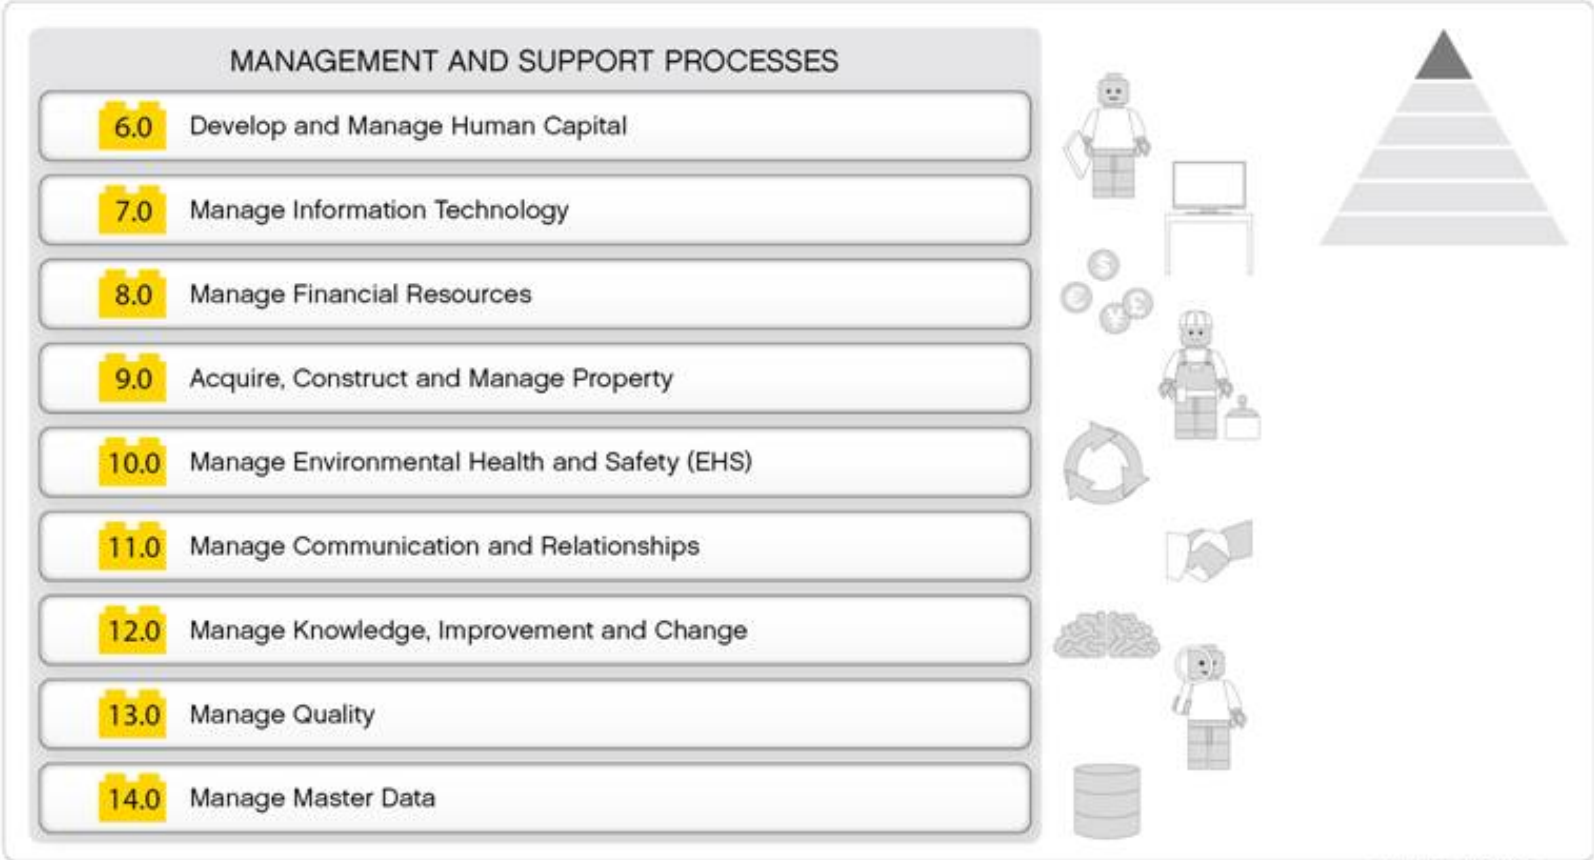 MANAGEMENT AND SUPPORT PROCESSES
6.0 Develop and Manage Human Capital
7.0 Manage Information Technology
8.0 Manage Financial Resources
9.0 Acquire, Construct and Manage Property
10.0 Manage Environmental Health and Safety (EHS)
11.0 Manage Communication and Relationships
12.0 Manage Knowledge, Improvement and Change
13.0 Manage Quality
14.0 Manage Master Data